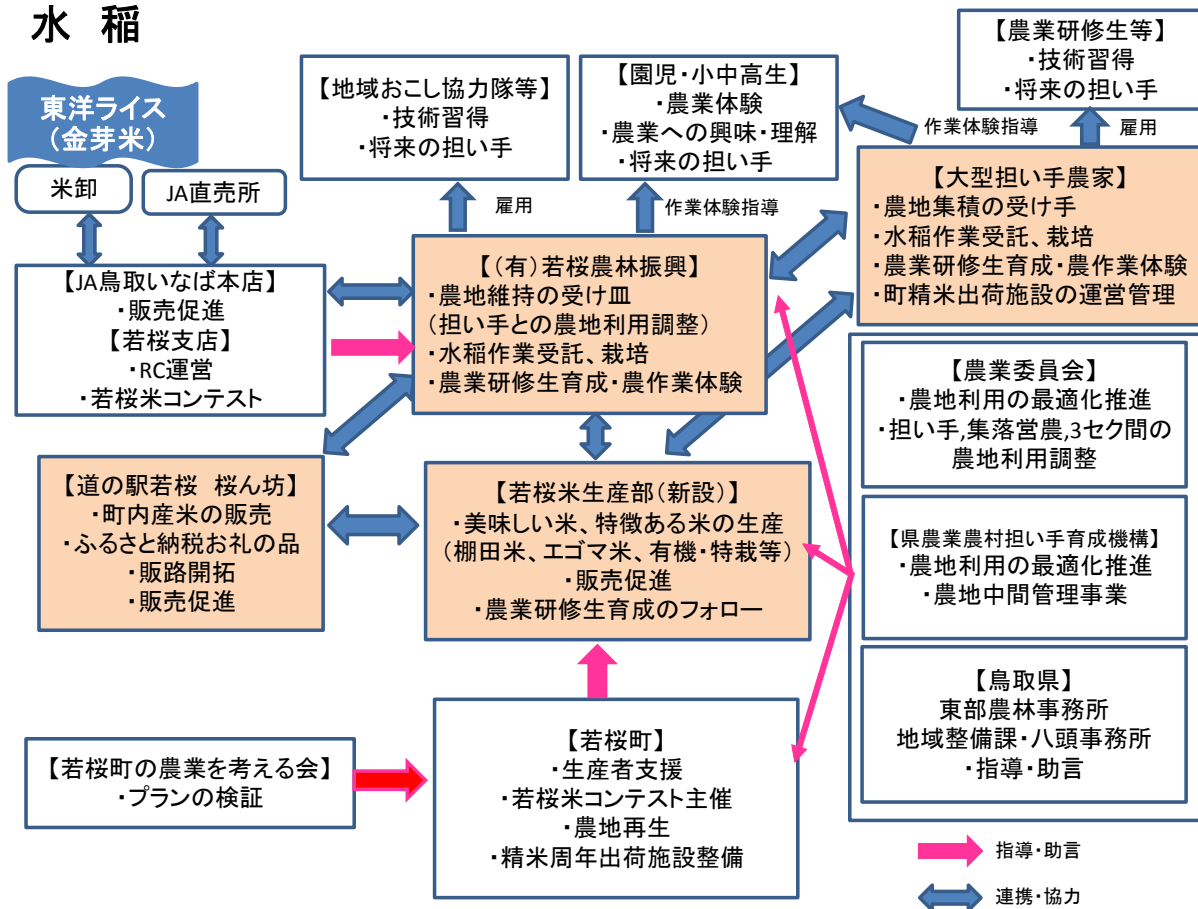 水 稲
東洋ライス
（金芽米）
米卸
JA直売所
【JA鳥取いなば本店】
・販売促進
【若桜支店】
・RC運営
・若桜米コンテスト
【地域おこし協力隊等】
・技術習得
・将来の担い手
雇用
【園児・小中高生】
・農業体験
・農業への興味・理解
・将来の担い手
作業体験指導
【農業研修生等】
・技術習得
・将来の担い手
作業体験指導
雇用
【（有）若桜農林振興】
・農地維持の受け皿
（担い手との農地利用調整）
・水稲作業受託、栽培
・農業研修生育成・農作業体験
【大型担い手農家】
・農地集積の受け手
・水稲作業受託、栽培
・農業研修生育成・農作業体験
・町精米出荷施設の運営管理
【道の駅若桜 桜ん坊】
・町内産米の販売
・ふるさと納税お礼の品
・販路開拓
・販売促進
【若桜米生産部（新設）】
・美味しい米、特徴ある米の生産
（棚田米、エゴマ米、有機・特栽等）
・販売促進
・農業研修生育成のフォロー
【農業委員会】
・農地利用の最適化推進
・担い手,集落営農,3セク間の
農地利用調整
【県農業農村担い手育成機構】
・農地利用の最適化推進
・農地中間管理事業
【鳥取県】
東部農林事務所
地域整備課・八頭事務所
・指導・助言
【若桜町の農業を考える会】
・プランの検証
【若桜町】
・生産者支援
・若桜米コンテスト主催
・農地再生
・精米周年出荷施設整備
指導・助言
連携・協力